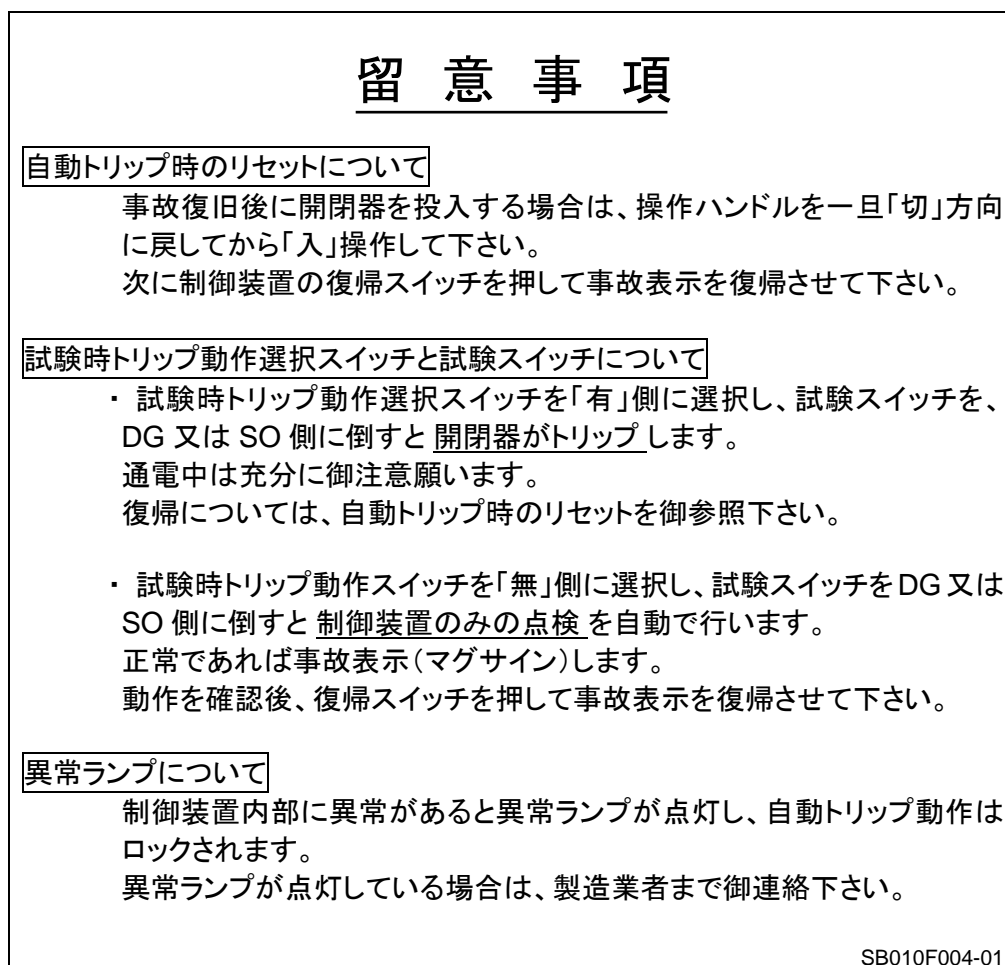 留意事項
自動トリップ時のリセットについて
事故復旧後に開閉器を投入する場合は、操作ハンドルを一旦「切」方向
に戻してから「入」操作して下さい。
次に制御装置の復帰スイッチを押して事故表示を復帰させて下さい。
試験時トリップ動作選択スイッチと試験スイッチについて
・ 試験時トリップ動作選択スイッチを「有」側に選択し、試験スイッチを、
DG 又は SO 側に倒すと 開閉器がトリップ します。
通電中は充分に御注意願います。
復帰については、自動トリップ時のリセットを御参照下さい。
・ 試験時トリップ動作スイッチを「無」側に選択し、試験スイッチをDG 又は
SO 側に倒すと 制御装置のみの点検 を自動で行います。
正常であれば事故表示(マグサイン)します。
動作を確認後、復帰スイッチを押して事故表示を復帰させて下さい。
異常ランプについて
制御装置内部に異常があると異常ランプが点灯し、自動トリップ動作は
ロックされます。
異常ランプが点灯している場合は、製造業者まで御連絡下さい。
SB010F004-01